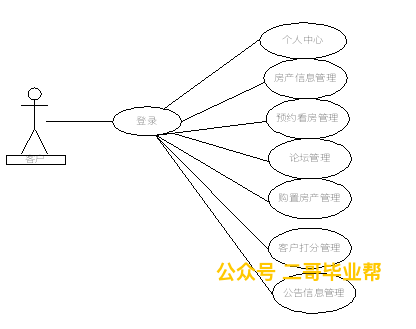 个人中心
房产信息管理
预约看房管理
客户
登录
论坛管理
购置房产管理
客户打分管理
公众号 二哥毕业帮
公告信息管理